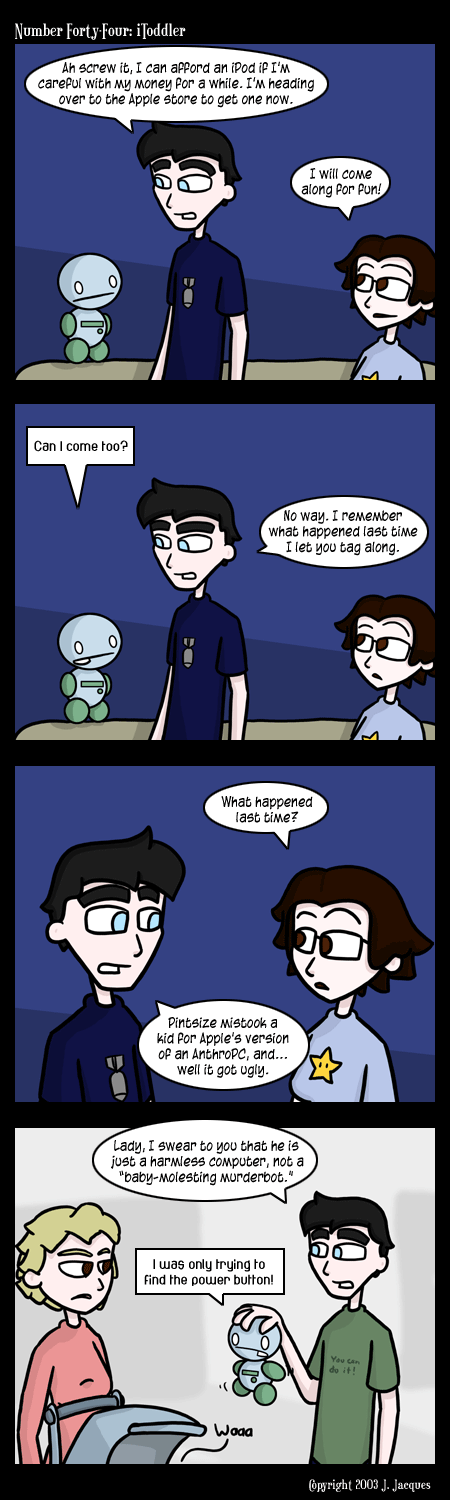 Number Forty-Four: iToddler
Ah screw it, I can afford an iPod if I'm
careful with my money for a while. I'm heading
over to the Apple store to get one now.
I will come
along for fun!
Can I come too?
No way. I remember
what happened last time
I let you tag along.
What happened
last time?
Pintsize mistook a
kid for Apple's version
of an AnthroPC, and...
well it got ugly.
Lady, I swear to you that he is
just a harmless computer, not a
"baby-molesting murderbot."
I was only trying to
find the power button!
You can
do it!
Waaa
Copyright 2003 J. Jacques